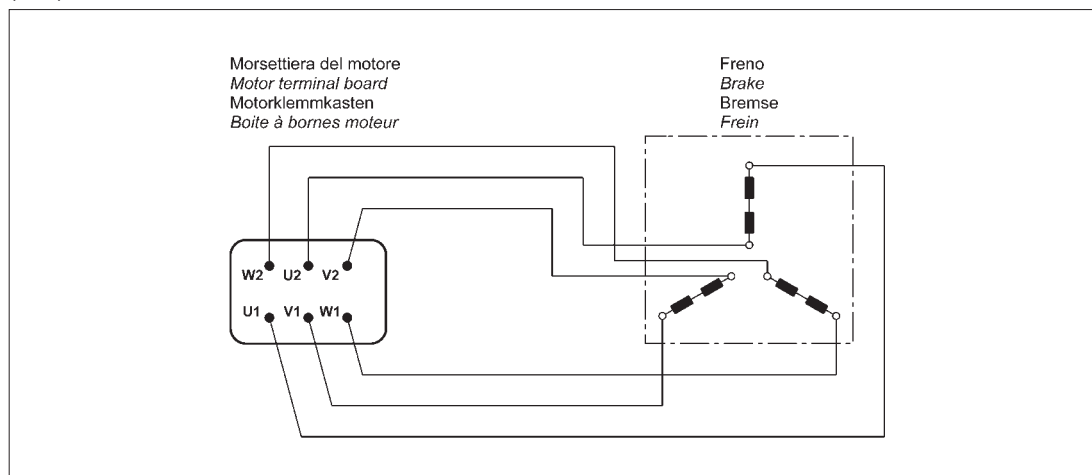 Morsettiera del motore
Motor terminal board
Motorklemmkasten
Boite à bornes moteur
Freno
Brake
Bremse
Frein
W2 U2 V2
U1 V1 W1